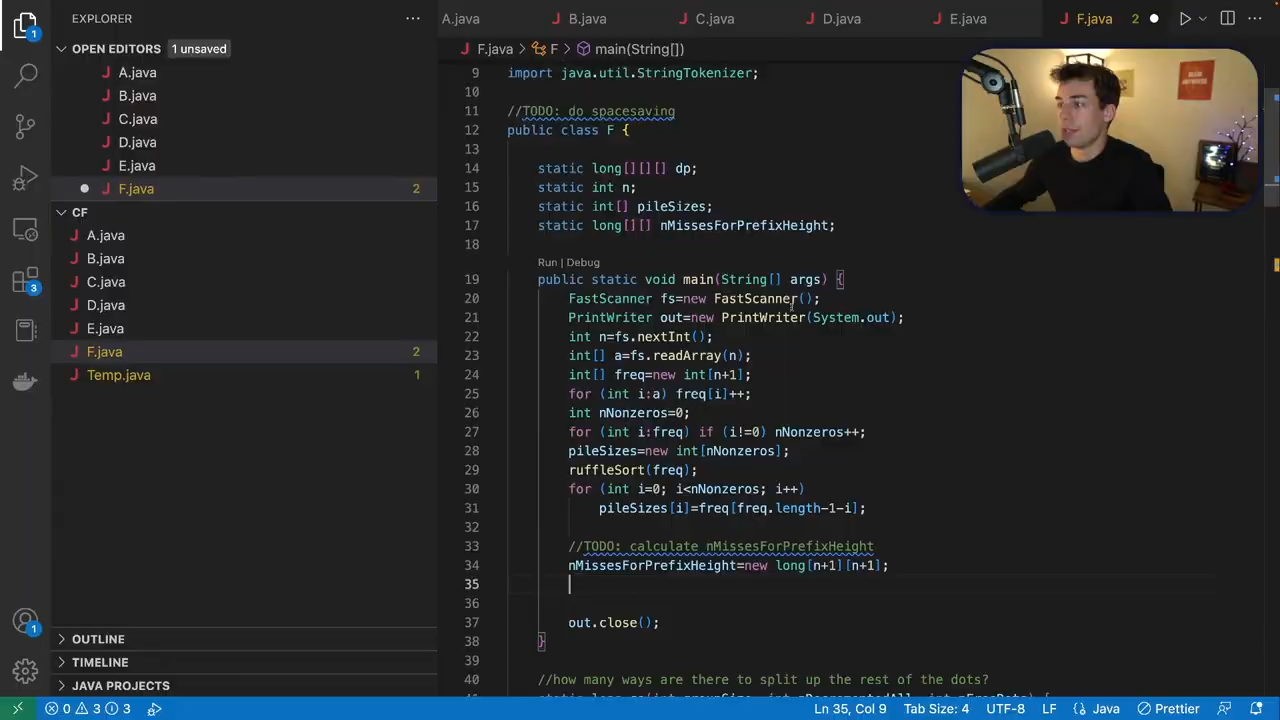 EXPLORER
A.java
B.java
C.java
D.java
E.java
F.java 2
OPEN EDITORS 1 unsaved
F.java > F > main(String[])
A.java
B.java
C.java
D.java
E.java
F.java 2
CF
A.java
B.java
C.java
D.java
E.java
F.java 2
Temp.java 1
OUTLINE
TIMELINE
JAVA PROJECTS
1
3
1
9 import java.util.StringTokenizer;
10
11 //TODO: do spacesaving
12 public class F {
13
14 static long[][][] dp;
15 static int n;
16 static int[] pileSizes;
17 static long[][] nMissesForPrefixHeight;
18
Run | Debug
19 public static void main(String[] args) {
20 FastScanner fs=new FastScanner();
21 PrintWriter out=new PrintWriter(System.out);
22 int n=fs.nextInt();
23 int[] a=fs.readArray(n);
24 int[] freq=new int[n+1];
25 for (int i:a) freq[i]++;
26 int nNonzeros=0;
27 for (int i:freq) if (i!=0) nNonzeros++;
28 pileSizes=new int[nNonzeros];
29 ruffleSort(freq);
30 for (int i=0; i<nNonzeros; i++)
31 pileSizes[i]=freq[freq.length-1-i];
32
33 //TODO: calculate nMissesForPrefixHeight
34 nMissesForPrefixHeight=new long[n+1][n+1];
35
36
37 out.close();
38 }
39
40 //how many ways are there to split up the rest of the dots?
0 3 3 Ln 35, Col 9 Tab Size: 4 UTF-8 LF Java Prettier